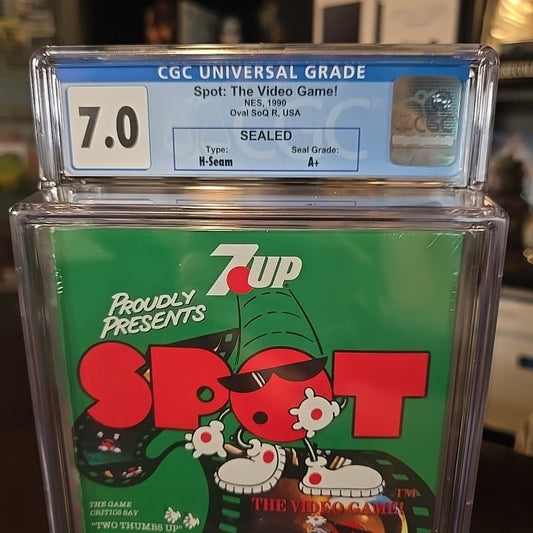 CGC UNIVERSAL GRADE
7.0
Spot: The Video Game!
NES, 1990
Oval SoQ R, USA
SEALED
Type:
H-Seam
Seal Grade:
A+
CGC
7UP
PROUDLY
PRESENTS
SPOT
TM
THE VIDEO GAME!
THE GAME
CRITICS SAY
"TWO THUMBS UP"